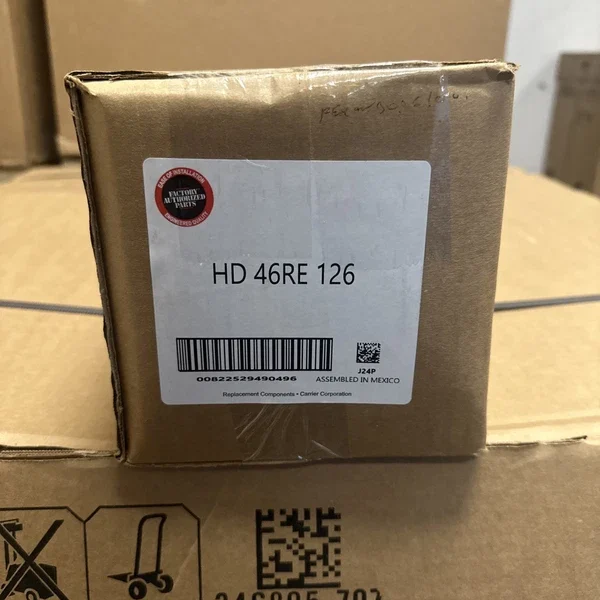 EASE OF INSTALLATION
FACTORY
AUTHORIZED
PARTS
ENGINEERED QUALITY
HD 46RE 126
J24P
00822529490496 ASSEMBLED IN MEXICO
Replacement Components • Carrier Corporation